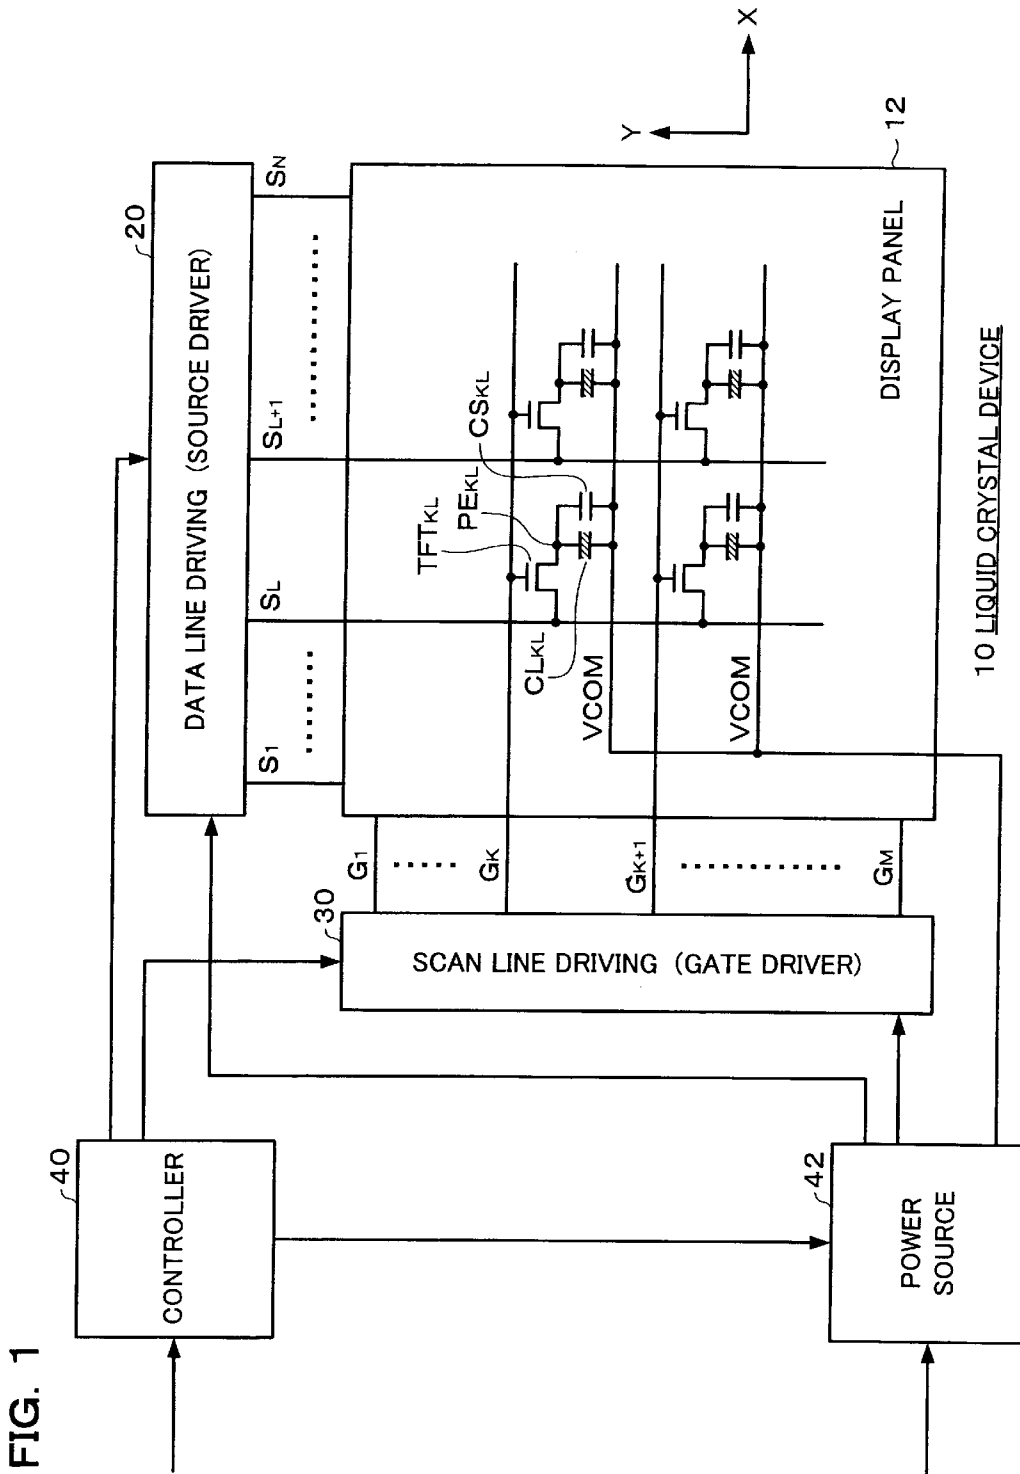 FIG. 1
40
CONTROLLER
42
POWER
SOURCE
20
DATA LINE DRIVING (SOURCE DRIVER)
S1
SL
SL+1
SN
30
SCAN LINE DRIVING (GATE DRIVER)
G1
GK
GK+1
GM
TFTKL
PEKL
CSKL
CLKL
VCOM
VCOM
DISPLAY PANEL
12
Y
X
10 LIQUID CRYSTAL DEVICE